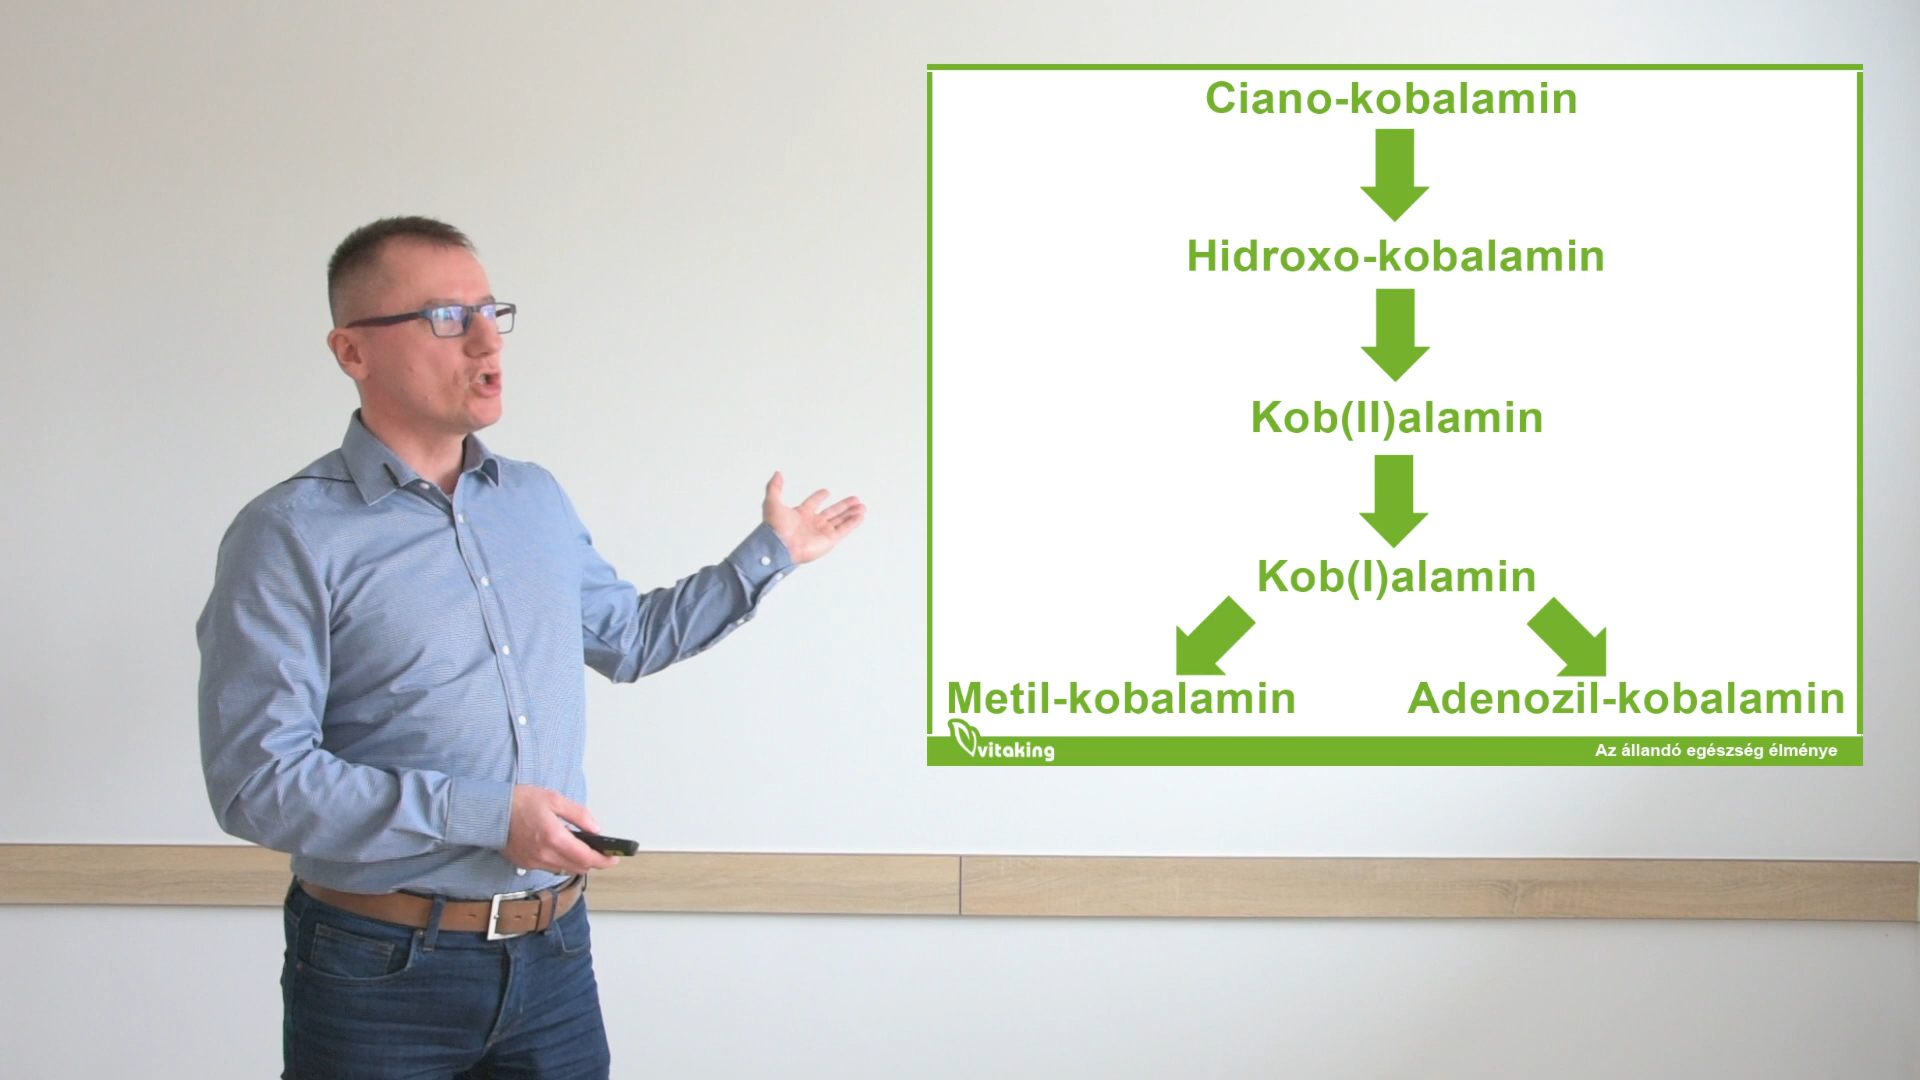 Ciano-kobalamin
Hidroxo-kobalamin
Kob(II)alamin
Kob(I)alamin
Metil-kobalamin
Adenozil-kobalamin
vitaking
Az állandó egészség élménye